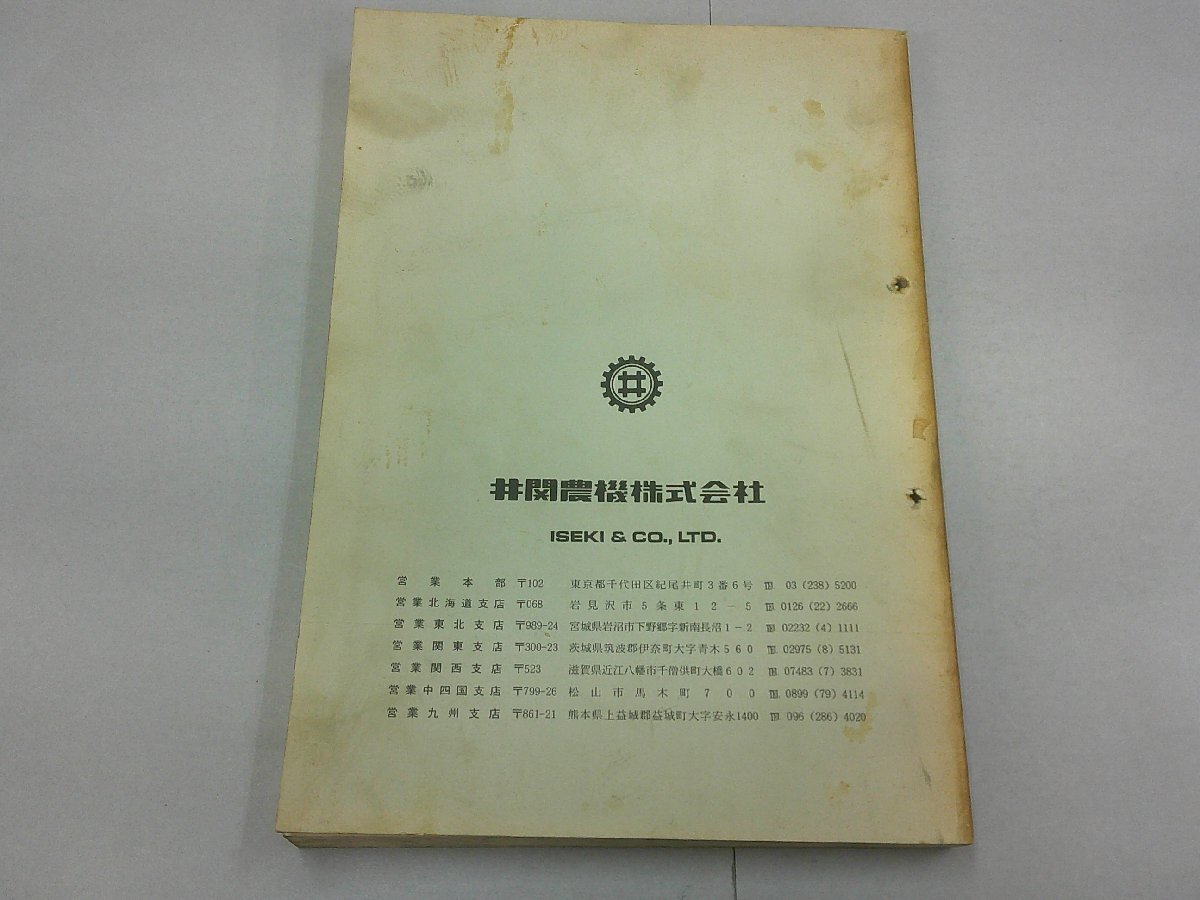 井
井関農機株式会社
ISEKI & CO., LTD.
営業本部 〒102 東京都千代田区紀尾井町3番6号 ℡ 03 (238) 5200
営業北海道支店 〒068 岩見沢市5条東12-5 ℡ 0126 (22) 2666
営業東北支店 〒989-24 宮城県岩沼市下野郷字新南長沼1-2 ℡ 02232 (4) 1111
営業関東支店 〒300-23 茨城県筑波郡伊奈町大字青木560 ℡ 02975 (8) 5131
営業関西支店 〒523 滋賀県近江八幡市千僧供町大橋602 ℡ 07483 (7) 3831
営業中四国支店 〒799-26 松山市馬木町700 ℡ 0899 (79) 4114
営業九州支店 〒861-21 熊本県上益城郡益城町大字安永1400 ℡ 096 (286) 4020